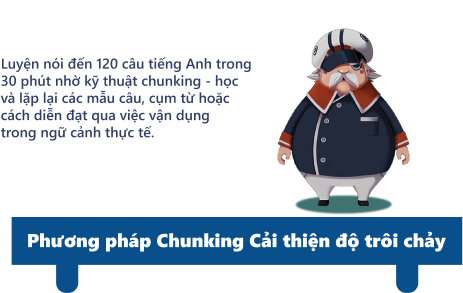 Luyện nói đến 120 câu tiếng Anh trong
30 phút nhờ kỹ thuật chunking - học
và lặp lại các mẫu câu, cụm từ hoặc
cách diễn đạt qua việc vận dụng
trong ngữ cảnh thực tế.
Phương pháp Chunking Cải thiện độ trôi chảy